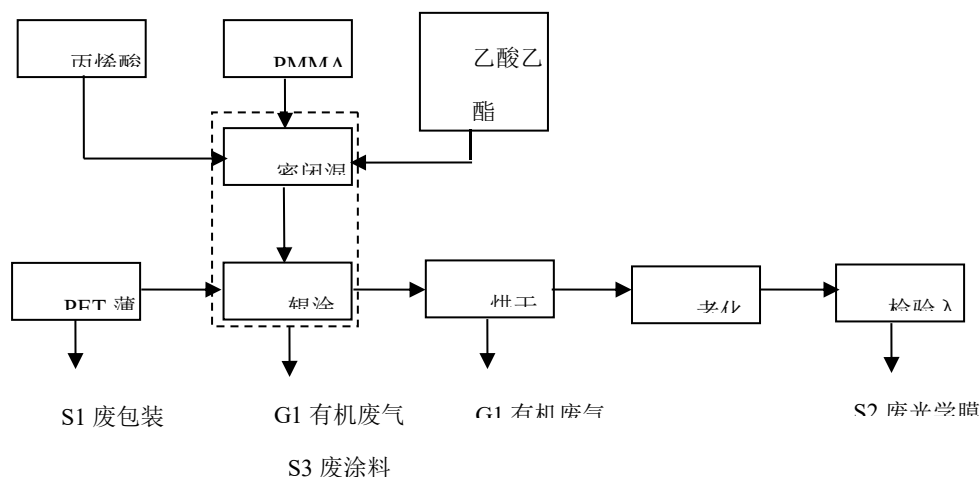 丙烯酸
PMMA
乙酸乙
酯
密闭混
PET 薄
辊涂
烘干
老化
检验入
S1 废包装
G1 有机废气
G1 有机废气
S2 废光学膜
S3 废涂料